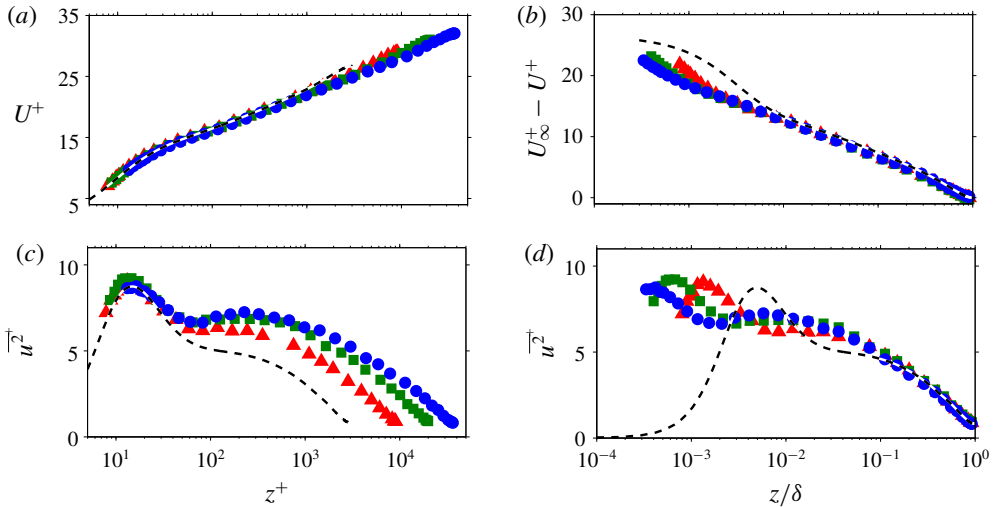 (a)
35
25
15
5
U⁺
(b)
30
20
10
0
U⁺∞ − U⁺
(c)
10
5
0
u²†
10¹ 10² 10³ 10⁴
z⁺
(d)
10
5
0
u²†
10⁻⁴ 10⁻³ 10⁻² 10⁻¹ 10⁰
z/δ